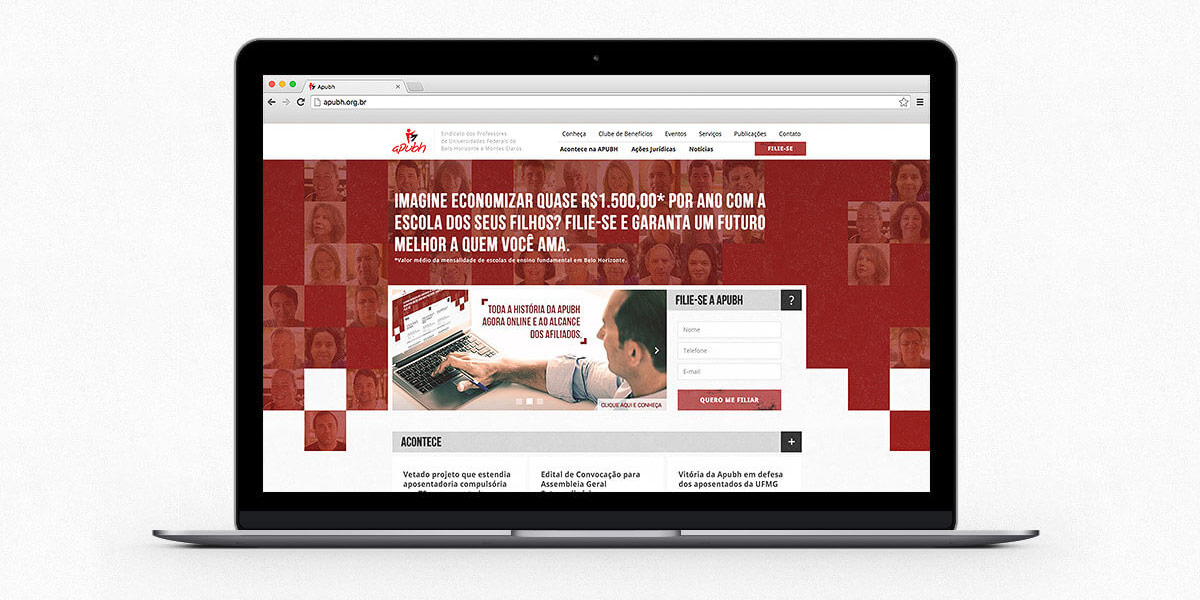 Apubh
apubh.org.br
apubh
Sindicato dos Professores
de Universidades Federais de
Belo Horizonte e Montes Claros
Conheça Clube de Benefícios Eventos Serviços Publicações Contato
Acontece na APUBH Ações Jurídicas Notícias FILIE-SE
IMAGINE ECONOMIZAR QUASE R$1.500,00* POR ANO COM A
ESCOLA DOS SEUS FILHOS? FILIE-SE E GARANTA UM FUTURO
MELHOR A QUEM VOCÊ AMA.
*Valor médio da mensalidade de escolas de ensino fundamental em Belo Horizonte.
TODA A HISTÓRIA DA APUBH
AGORA ONLINE E AO ALCANCE
DOS AFILIADOS.
CLIQUE AQUI E CONHEÇA
FILIE-SE A APUBH ?
Nome
Telefone
E-mail
QUERO ME FILIAR
ACONTECE +
Vetado projeto que estendia
aposentadoria compulsória
Edital de Convocação para
Assembleia Geral
Vitória da Apubh em defesa
dos aposentados da UFMG